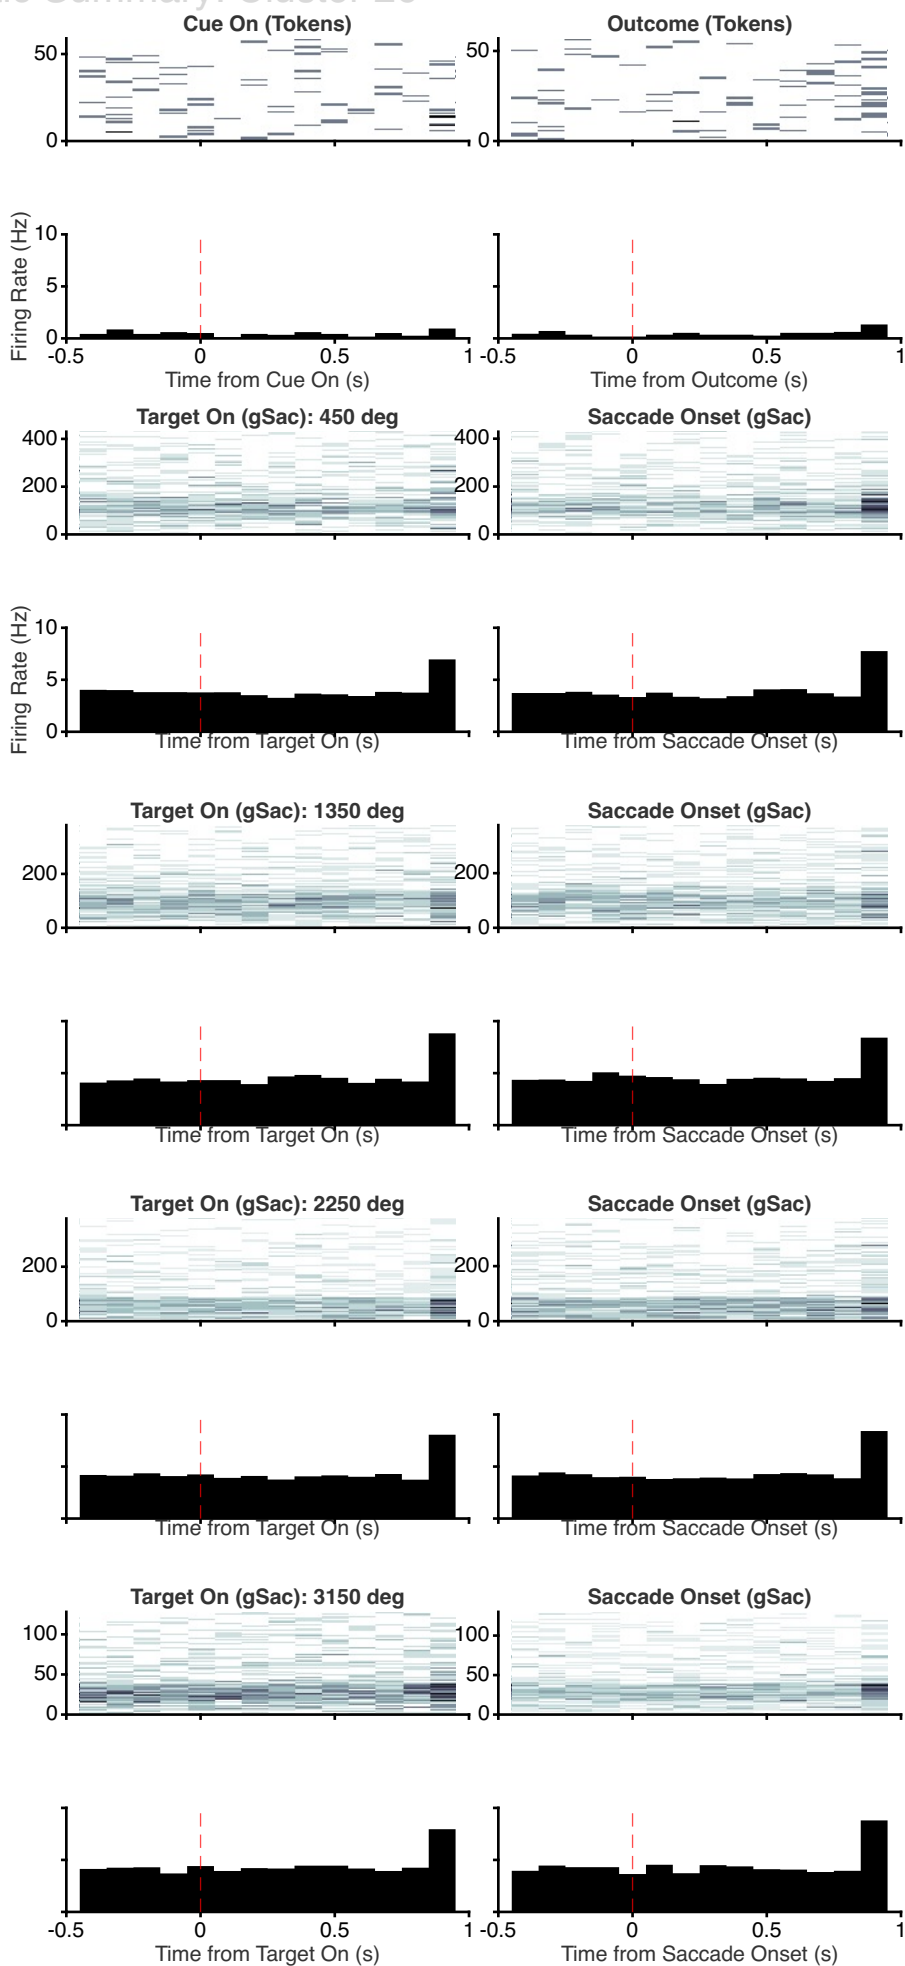 Summary: Cluster
Cue On (Tokens) Outcome (Tokens)
50 50
0 0
Firing Rate (Hz)
10
5
0
-0.5 0 0.5 1 -0.5 0 0.5 1
Time from Cue On (s) Time from Outcome (s)
Target On (gSac): 450 deg Saccade Onset (gSac)
400 400
200 200
0 0
Firing Rate (Hz)
10
5
0
Time from Target On (s) Time from Saccade Onset (s)
Target On (gSac): 1350 deg Saccade Onset (gSac)
200 200
0 0
Time from Target On (s) Time from Saccade Onset (s)
Target On (gSac): 2250 deg Saccade Onset (gSac)
200 200
0 0
Time from Target On (s) Time from Saccade Onset (s)
Target On (gSac): 3150 deg Saccade Onset (gSac)
100 100
50 50
0 0
-0.5 0 0.5 1 -0.5 0 0.5 1
Time from Target On (s) Time from Saccade Onset (s)